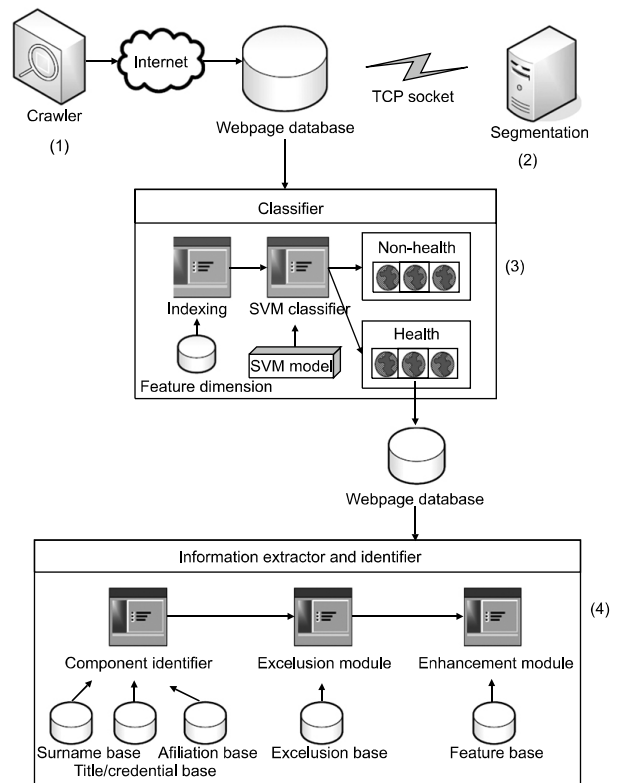 Crawler
(1)
Internet
Webpage database
TCP socket
Segmentation
(2)
Classifier
Indexing
SVM classifier
Non-health
(3)
Health
Feature dimension
SVM model
Webpage database
Information extractor and identifier
(4)
Component identifier
Excelusion module
Enhancement module
Surname base
Title/credential base
Afiliation base
Excelusion base
Feature base